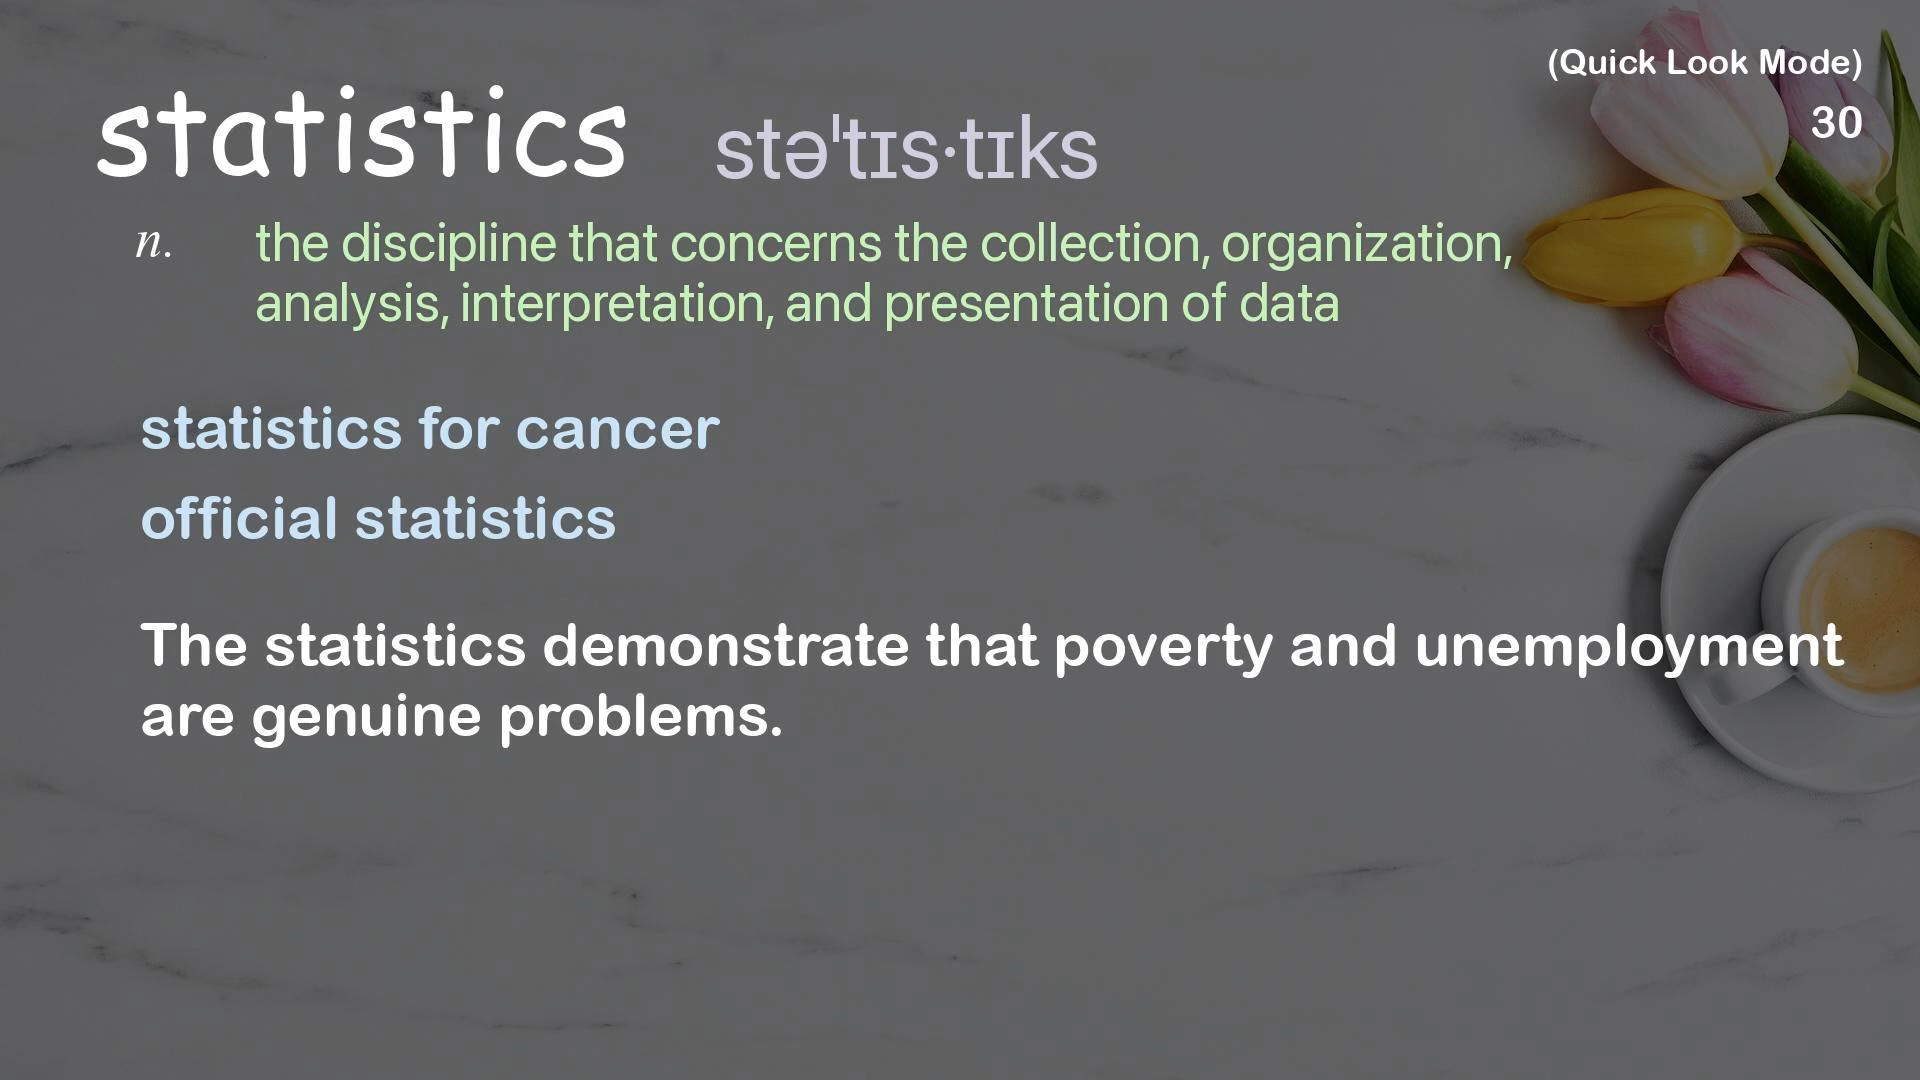 (Quick Look Mode)
30
statistics stəˈtɪs·tɪks
n. the discipline that concerns the collection, organization,
analysis, interpretation, and presentation of data
statistics for cancer
official statistics
The statistics demonstrate that poverty and unemployment
are genuine problems.